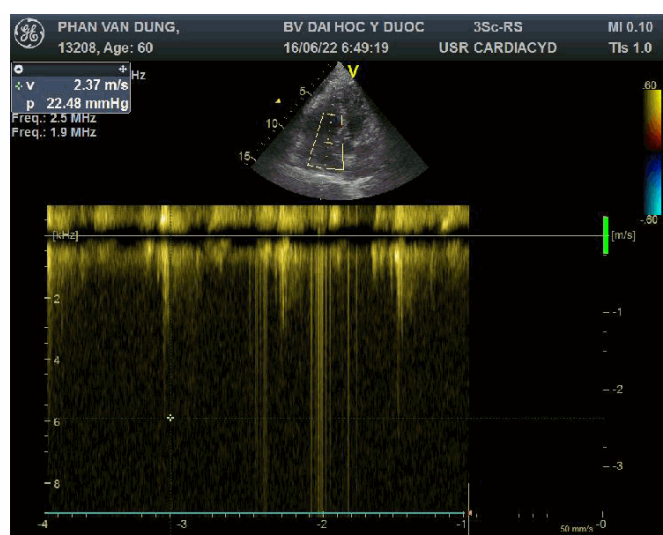 PHAN VAN DUNG, BV DAI HOC Y DUOC 3Sc-RS MI 0.10
13208, Age: 60 16/06/22 6:49:19 USR CARDIACYD TIs 1.0
Hz
v 2.37 m/s
p 22.48 mmHg
Freq.: 2.5 MHz
Freq.: 1.9 MHz
V
5
10
15
.60
-.60
[kHz] [m/s]
-2
-4
-6
-8
-1
-2
-3
-4 -3 -2 -1 -0
50 mm/s